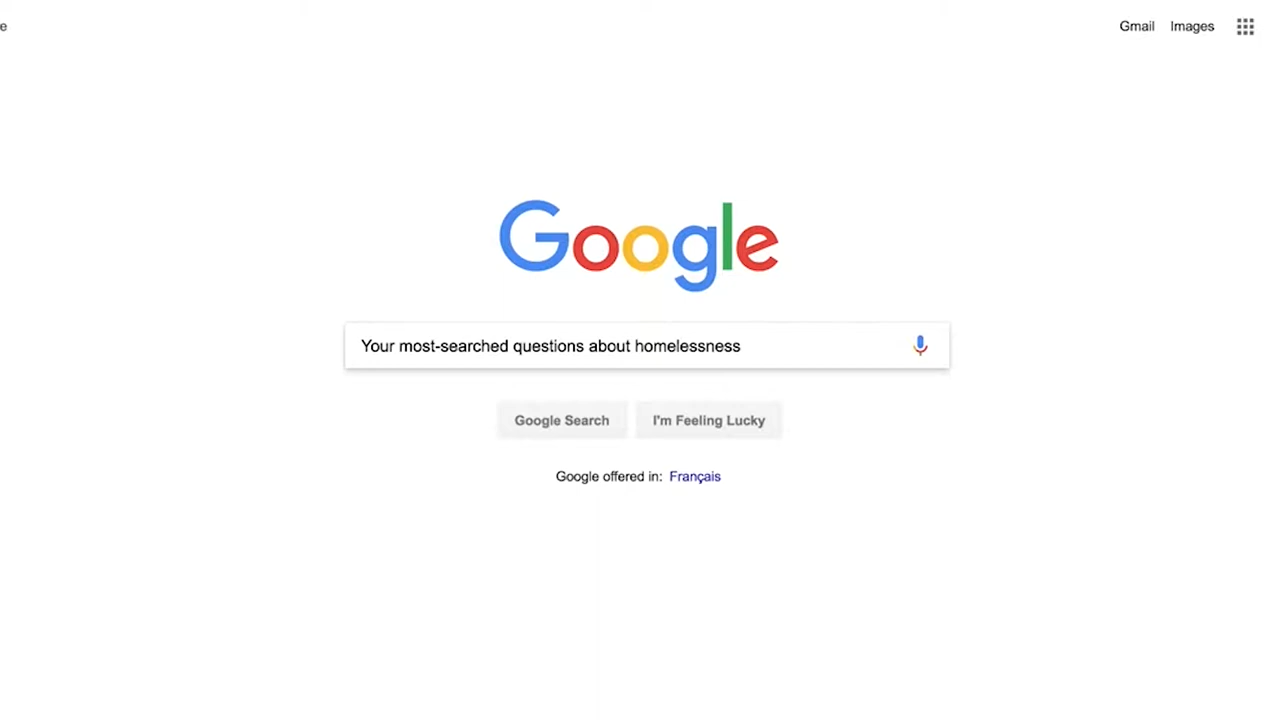 e
Gmail Images
Google
Your most-searched questions about homelessness
Google Search I'm Feeling Lucky
Google offered in: Français